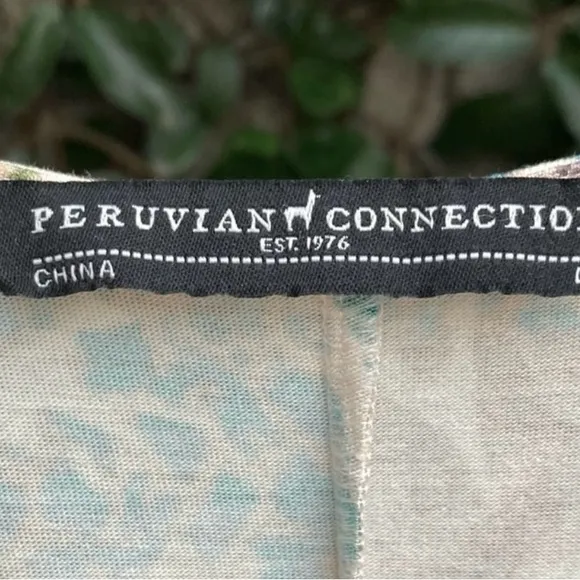 PERUVIAN CONNECTIO
EST. 1976
CHINA